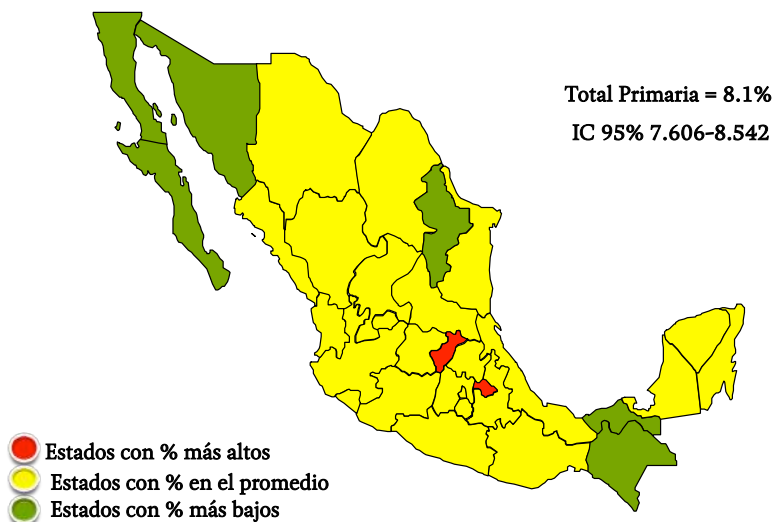 Total Primaria = 8.1%
IC 95% 7.606-8.542
Estados con % más altos
Estados con % en el promedio
Estados con % más bajos